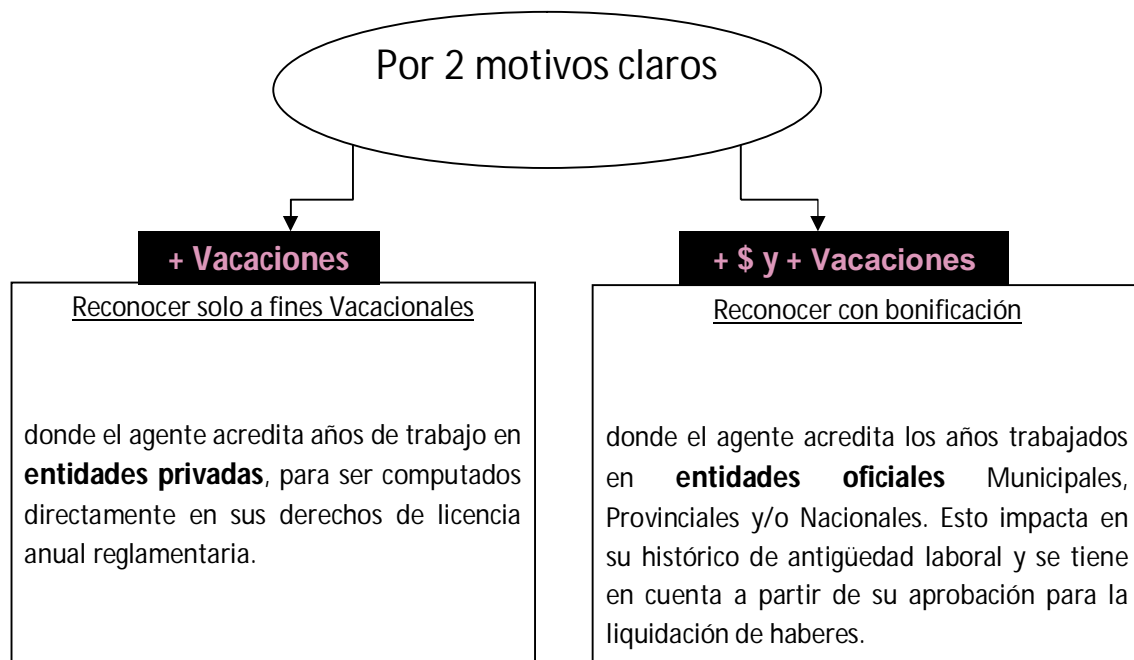 Por 2 motivos claros
+ Vacaciones
Reconocer solo a fines Vacacionales
donde el agente acredita años de trabajo en
entidades privadas, para ser computados
directamente en sus derechos de licencia
anual reglamentaria.
+ $ y + Vacaciones
Reconocer con bonificación
donde el agente acredita los años trabajados
en entidades oficiales Municipales,
Provinciales y/o Nacionales. Esto impacta en
su histórico de antigüedad laboral y se tiene
en cuenta a partir de su aprobación para la
liquidación de haberes.